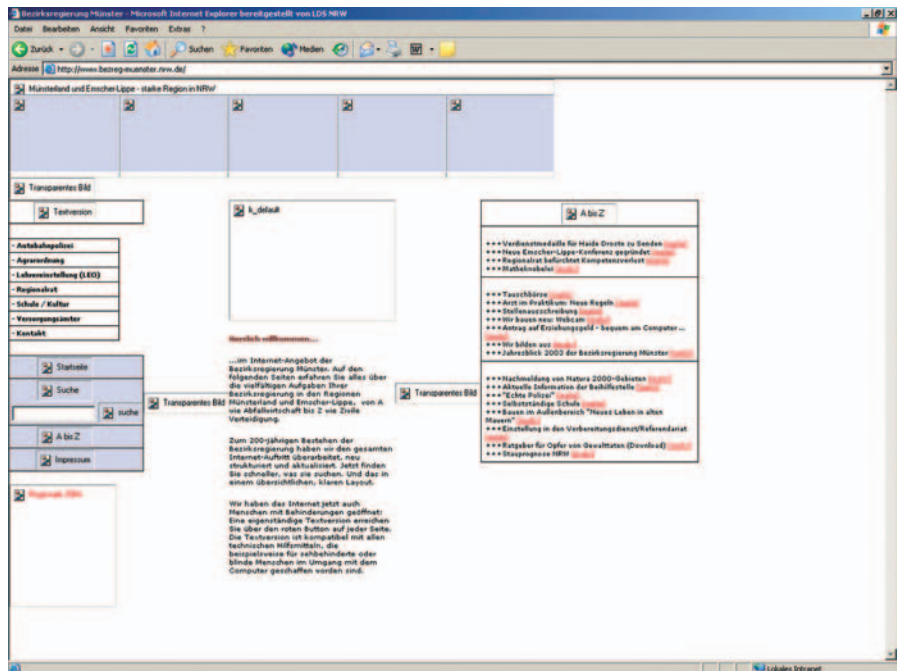 Bezirksregierung Münster - Microsoft Internet Explorer bereitgestellt von LDS NRW
Datei Bearbeiten Ansicht Favoriten Extras ?
Zurück Suchen Favoriten Medien
Adresse http://www.bezreg-muenster.nrw.de/
Münsterland und Emscher-Lippe - starke Region in NRW
Transparentes Bild
Textversion
- Autobahnpolizei
- Agrarordnung
- Lehrereinstellung (LEO)
- Regionalrat
- Schule / Kultur
- Versorgungsämter
- Kontakt
Startseite
Suche
suche
A bis Z
Impressum
Transparentes Bild
k_default
Herzlich willkommen...
...im Internet-Angebot der
Bezirksregierung Münster. Auf den
folgenden Seiten erfahren Sie alles über
die vielfältigen Aufgaben Ihrer
Bezirksregierung in den Regionen
Münsterland und Emscher-Lippe, von A
wie Abfallwirtschaft bis Z wie Zivile
Verteidigung.
Zum 200-jährigen Bestehen der
Bezirksregierung haben wir den gesamten
Internet-Auftritt überarbeitet, neu
strukturiert und aktualisiert. Jetzt finden
Sie schneller, was sie suchen. Und das in
einem übersichtlichen, klaren Layout.
Wir haben das Internet jetzt auch
Menschen mit Behinderungen geöffnet:
Eine eigenständige Textversion erreichen
Sie über den roten Button auf jeder Seite.
Die Textversion ist kompatibel mit allen
technischen Hilfsmitteln, die
beispielsweise für sehbehinderte oder
blinde Menschen im Umgang mit dem
Computer geschaffen worden sind.
Transparentes Bild
A bis Z
+++Verdienstmedaille für Haide Droste zu Senden
+++Neue Emscher-Lippe-Konferenz gegründet
+++Regionalrat befürchtet Kompetenzverlust
+++Matheknobelei
+++Tauschbörse
+++Arzt im Praktikum: Neue Regeln
+++Stellenausschreibung
+++Wir bauen neu: Webcam
+++Antrag auf Erziehungsgeld - bequem am Computer ...
+++Wir bilden aus
+++Jahresblick 2003 der Bezirksregierung Münster
+++Nachmeldung von Natura 2000-Gebieten
+++Aktuelle Information der Beihilfestelle
+++"Echte Polizei"
+++Selbstständige Schule
+++Bauen im Außenbereich "Neues Leben in alten
Mauern"
+++Einstellung in den Vorbereitungsdienst/Referendariat
+++Ratgeber für Opfer von Gewalttaten (Download)
+++Stauprognose NRW
Lokales Intranet